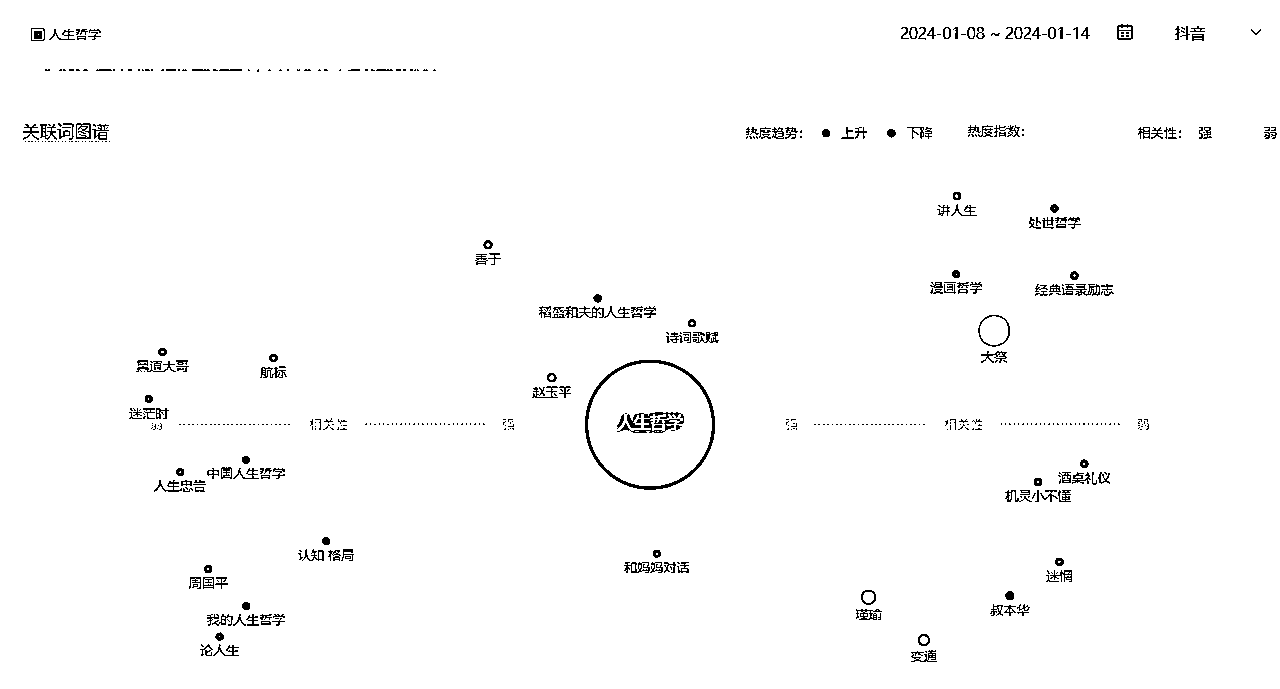 人生哲学
2024-01-08 ~ 2024-01-14
抖音
关联词图谱
热度趋势： 上升 下降 热度指数： 相关性： 强 弱
讲人生
处世哲学
善于
漫画哲学
经典语录励志
稻盛和夫的人生哲学
诗词歌赋
大祭
黑道大哥
航标
赵玉平
迷茫时
人生哲学
弱 相关性 强
强 相关性 弱
中国人生哲学
人生忠告
酒桌礼仪
机灵小不懂
认知 格局
和妈妈对话
周国平
迷惘
我的人生哲学
瑾瑜
叔本华
论人生
变通